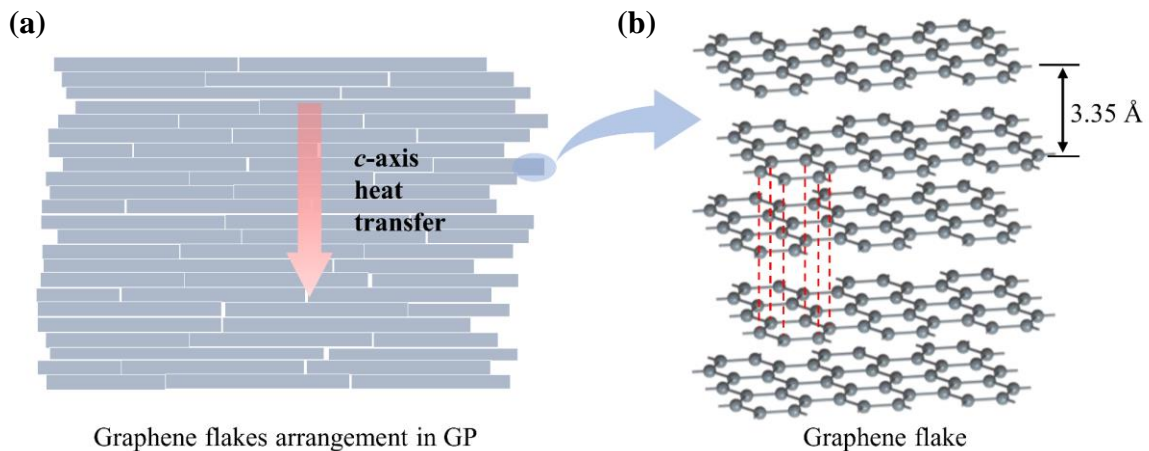 (a)
c-axis
heat
transfer
Graphene flakes arrangement in GP
(b)
3.35 Å
Graphene flake